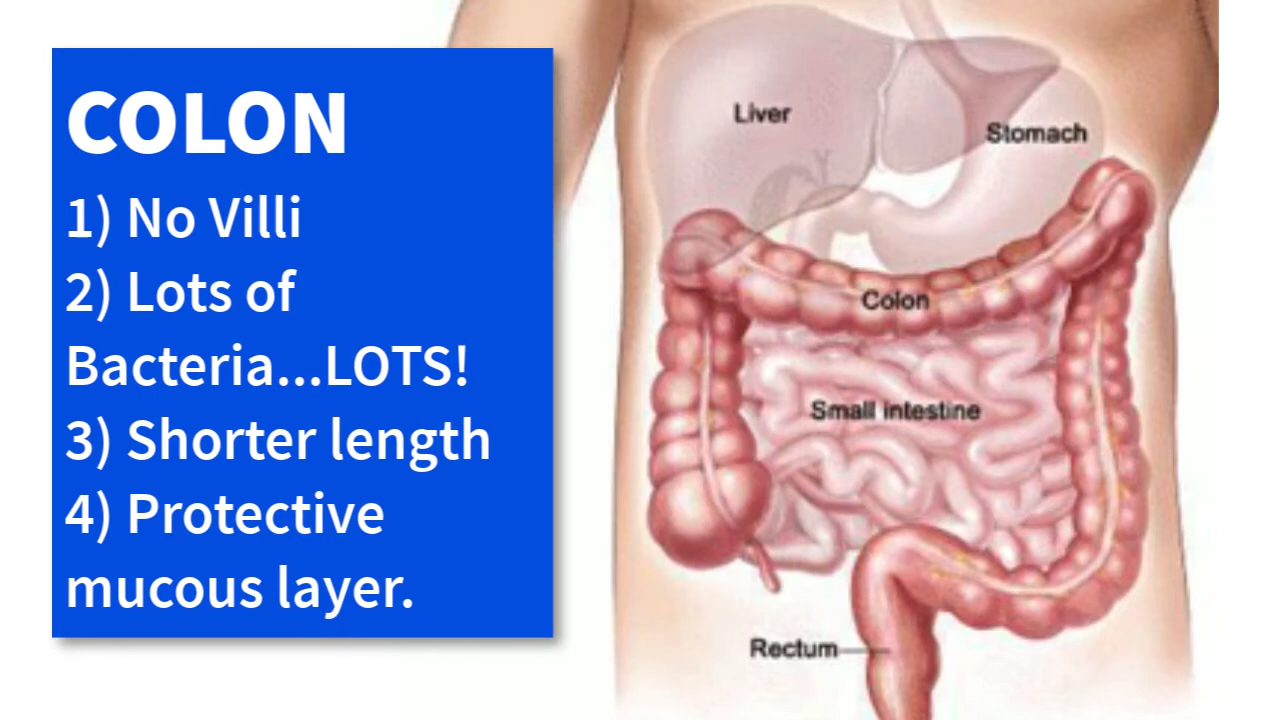 COLON
1) No Villi
2) Lots of
Bacteria...LOTS!
3) Shorter length
4) Protective
mucous layer.
Liver
Stomach
Colon
Small intestine
Rectum